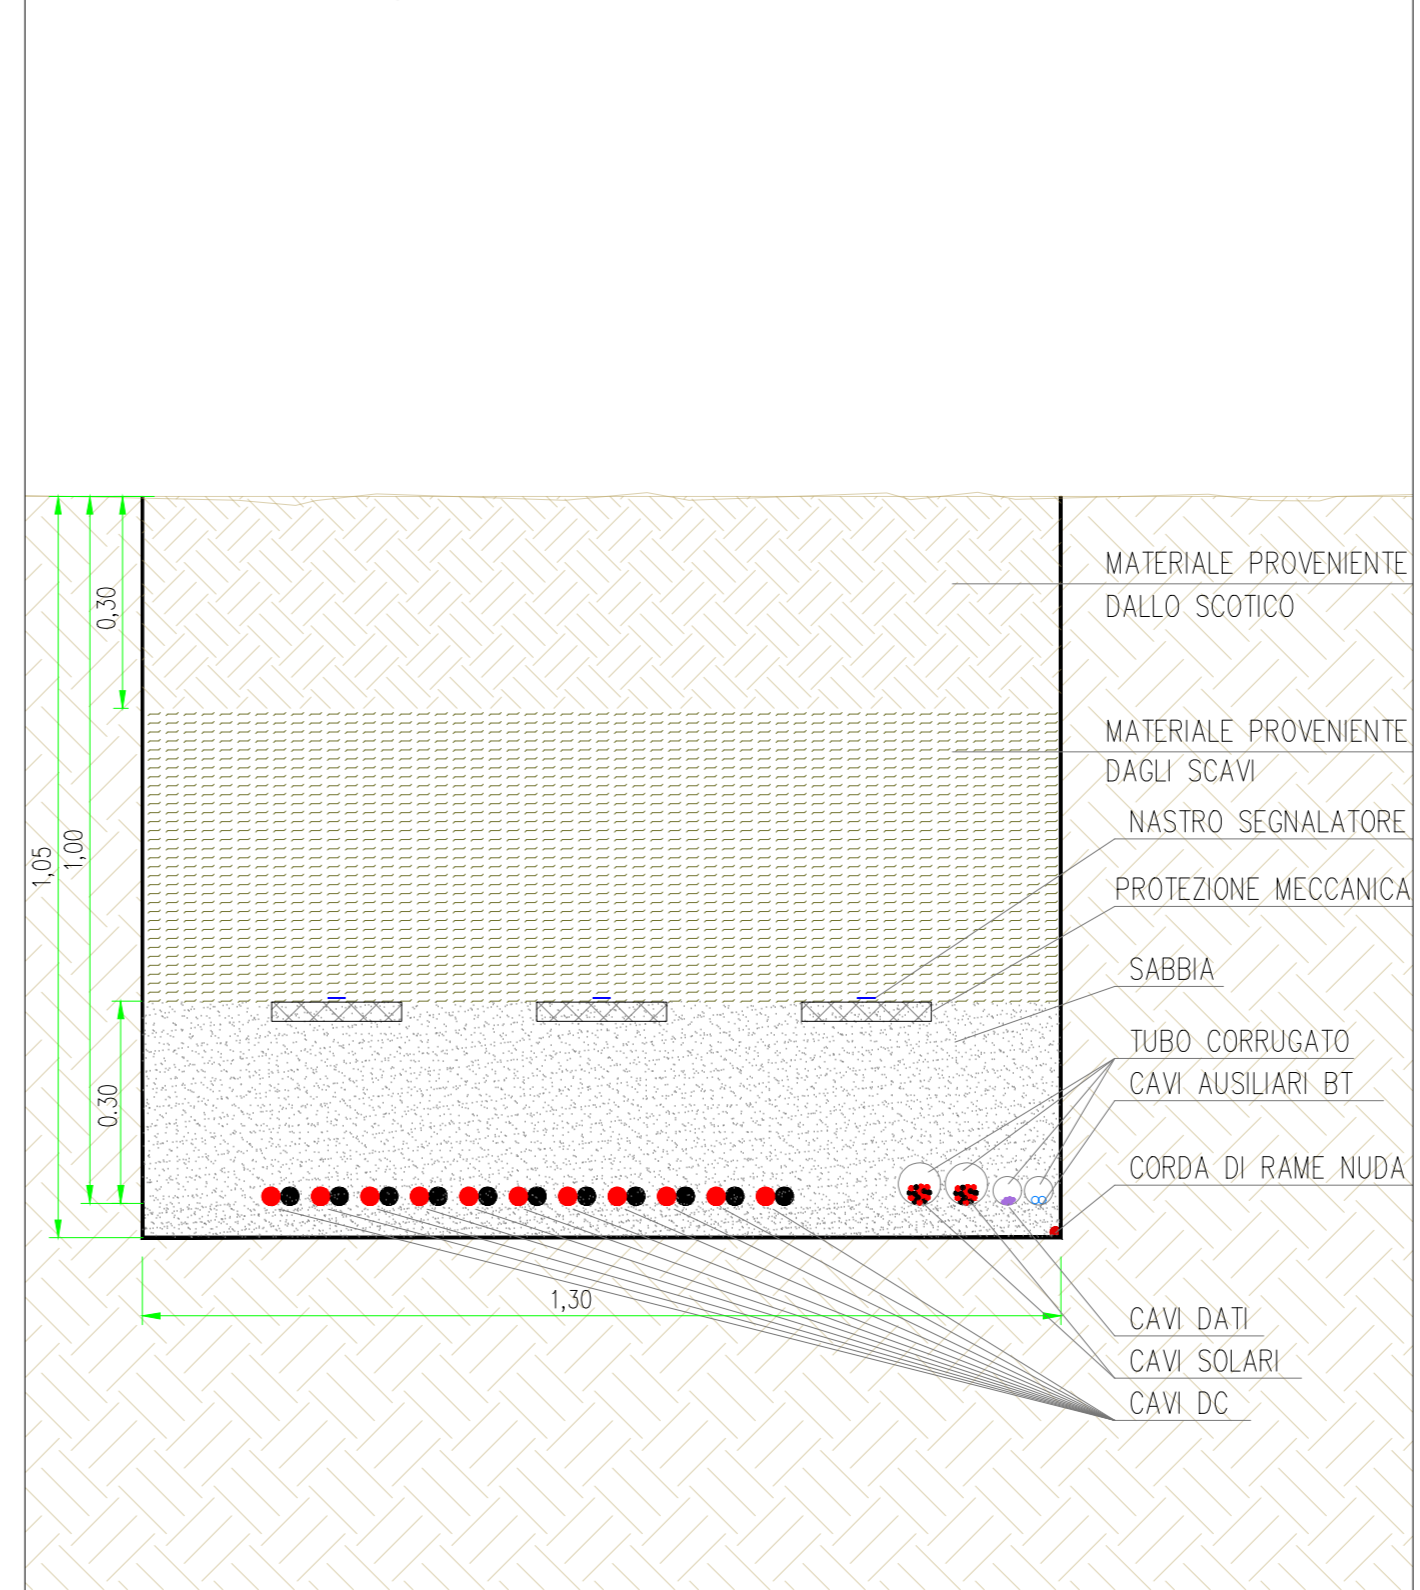 MATERIALE PROVENIENTE
DALLO SCOTICO
0,30
MATERIALE PROVENIENTE
DAGLI SCAVI
NASTRO SEGNALATORE
1,05
1,00
PROTEZIONE MECCANICA
SABBIA
TUBO CORRUGATO
CAVI AUSILIARI BT
0.30
CORDA DI RAME NUDA
1,30
CAVI DATI
CAVI SOLARI
CAVI DC